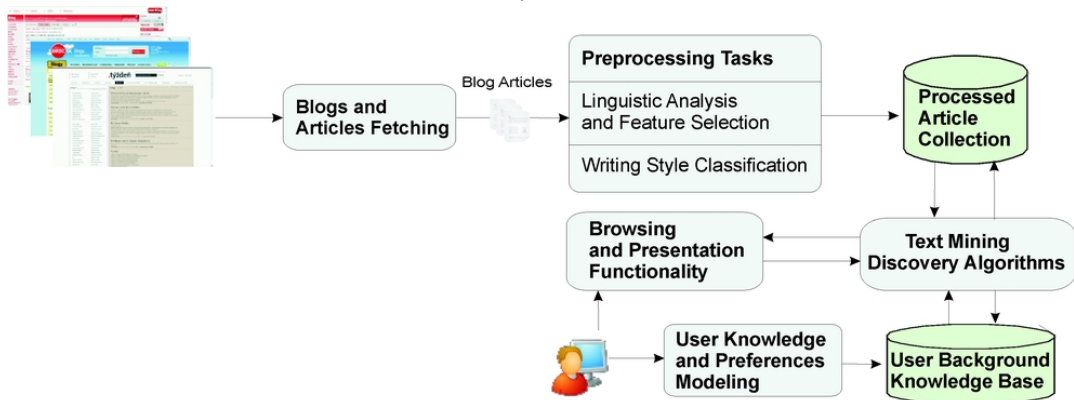 .týždeň
Blog Articles
Blogs and
Articles Fetching
Preprocessing Tasks
Linguistic Analysis
and Feature Selection
Writing Style Classification
Processed
Article
Collection
Browsing
and Presentation
Functionality
Text Mining
Discovery Algorithms
User Knowledge
and Preferences
Modeling
User Background
Knowledge Base